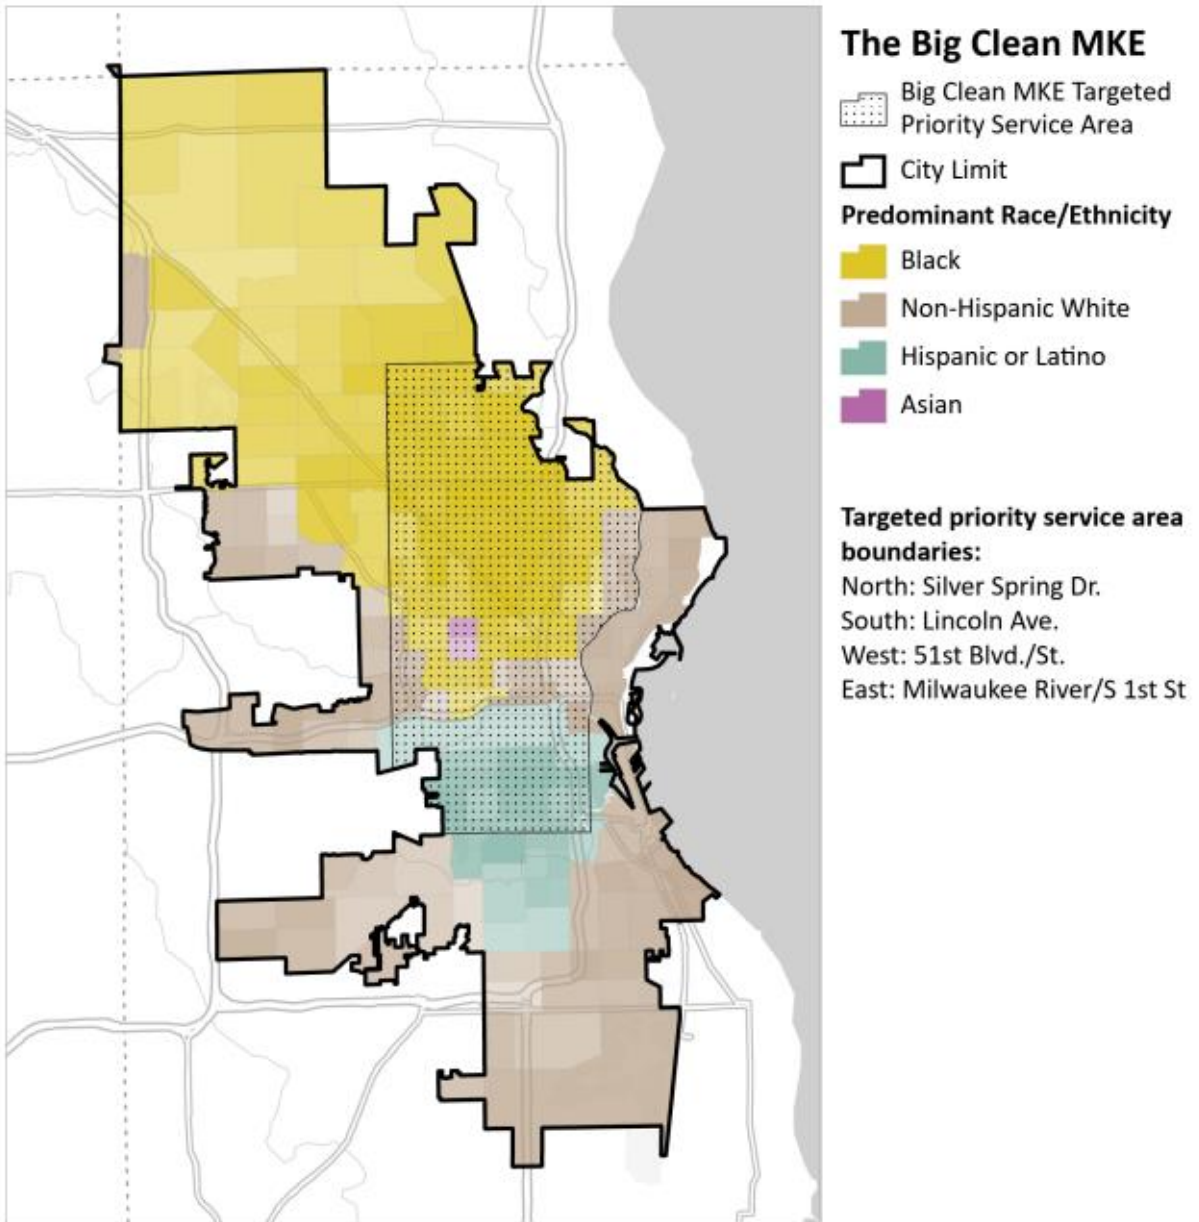 The Big Clean MKE
Big Clean MKE Targeted
Priority Service Area
City Limit
Predominant Race/Ethnicity
Black
Non-Hispanic White
Hispanic or Latino
Asian
Targeted priority service area
boundaries:
North: Silver Spring Dr.
South: Lincoln Ave.
West: 51st Blvd./St.
East: Milwaukee River/S 1st St